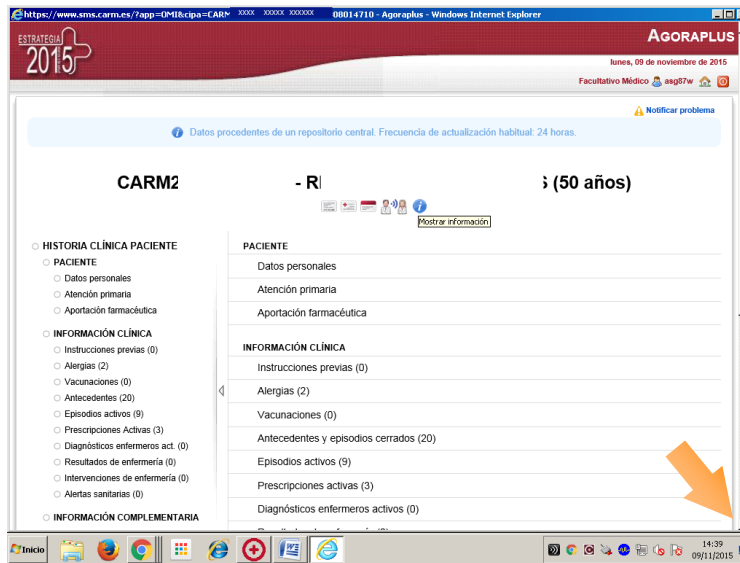 https://www.sms.carm.es/?app=OMI&cipa=CARM XXXX XXXXX XXXXXX 08014710 - Agoraplus - Windows Internet Explorer
ESTRATEGIA
2015
AGORAPLUS
lunes, 09 de noviembre de 2015
Facultativo Médico asg87w
Notificar problema
Datos procedentes de un repositorio central. Frecuencia de actualización habitual: 24 horas.
CARM2 - R S (50 años)
Mostrar información
HISTORIA CLÍNICA PACIENTE
PACIENTE
Datos personales
Atención primaria
Aportación farmacéutica
INFORMACIÓN CLÍNICA
Instrucciones previas (0)
Alergias (2)
Vacunaciones (0)
Antecedentes (20)
Episodios activos (9)
Prescripciones Activas (3)
Diagnósticos enfermeros act. (0)
Resultados de enfermería (0)
Intervenciones de enfermería (0)
Alertas sanitarias (0)
INFORMACIÓN COMPLEMENTARIA
PACIENTE
Datos personales
Atención primaria
Aportación farmacéutica
INFORMACIÓN CLÍNICA
Instrucciones previas (0)
Alergias (2)
Vacunaciones (0)
Antecedentes y episodios cerrados (20)
Episodios activos (9)
Prescripciones activas (3)
Diagnósticos enfermeros activos (0)
Inicio
14:39
09/11/2015